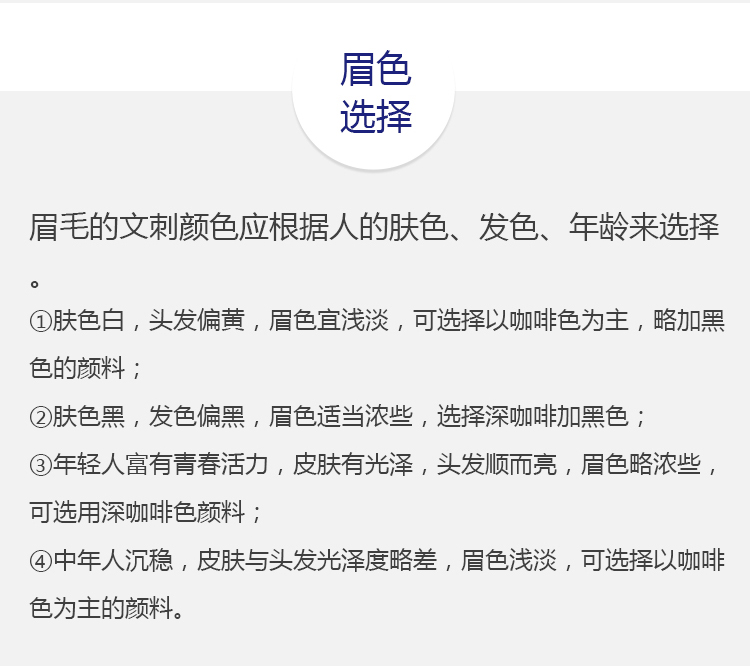 眉色
选择
眉毛的文刺颜色应根据人的肤色、发色、年龄来选择
。
①肤色白，头发偏黄，眉色宜浅淡，可选择以咖啡色为主，略加黑
色的颜料；
②肤色黑，发色偏黑，眉色适当浓些，选择深咖啡加黑色；
③年轻人富有青春活力，皮肤有光泽，头发顺而亮，眉色略浓些，
可选用深咖啡色颜料；
④中年人沉稳，皮肤与头发光泽度略差，眉色浅淡，可选择以咖啡
色为主的颜料。